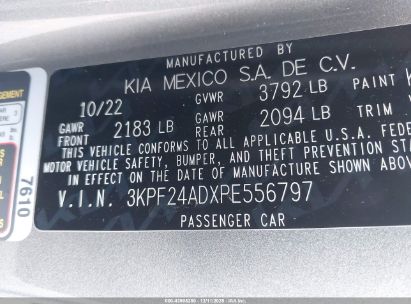 MANUFACTURED BY
KIA MEXICO S.A. DE C.V.
10/22 GVWR 3792 LB PAINT
GAWR FRONT 2183 LB GAWR REAR 2094 LB TRIM
THIS VEHICLE CONFORMS TO ALL APPLICABLE U.S.A. FEDE
MOTOR VEHICLE SAFETY, BUMPER, AND THEFT PREVENTION STA
IN EFFECT ON THE DATE OF MANUFACTURE SHOWN A
V.I.N. 3KPF24ADXPE556797
PASSENGER CAR
7610